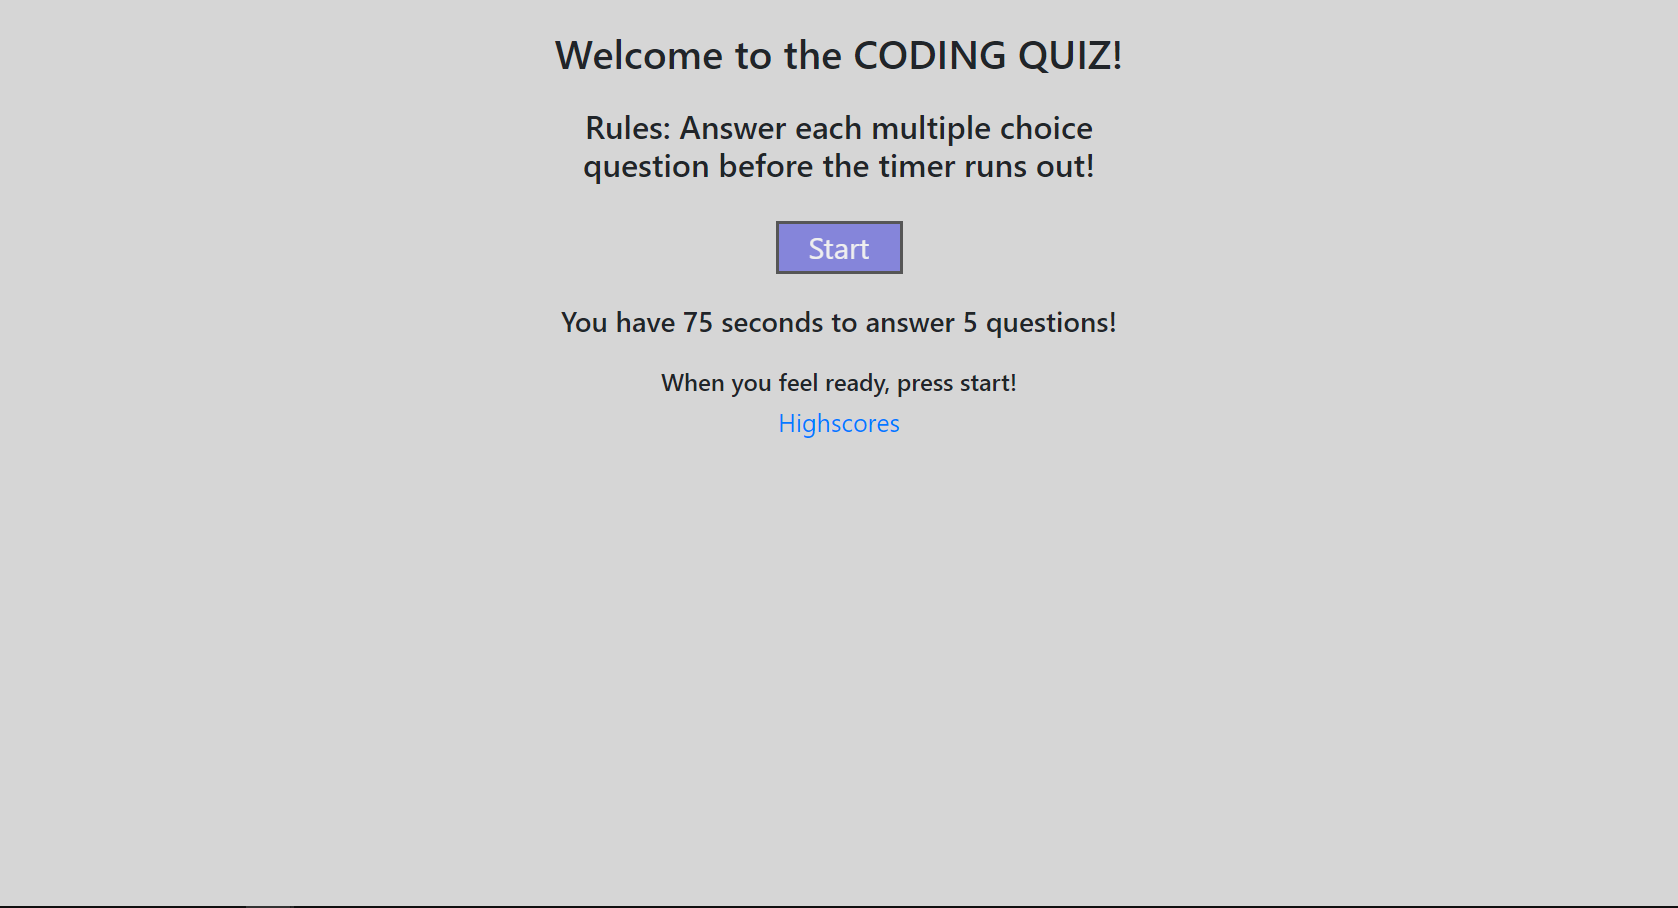 Welcome to the CODING QUIZ!
Rules: Answer each multiple choice
question before the timer runs out!
Start
You have 75 seconds to answer 5 questions!
When you feel ready, press start!
Highscores